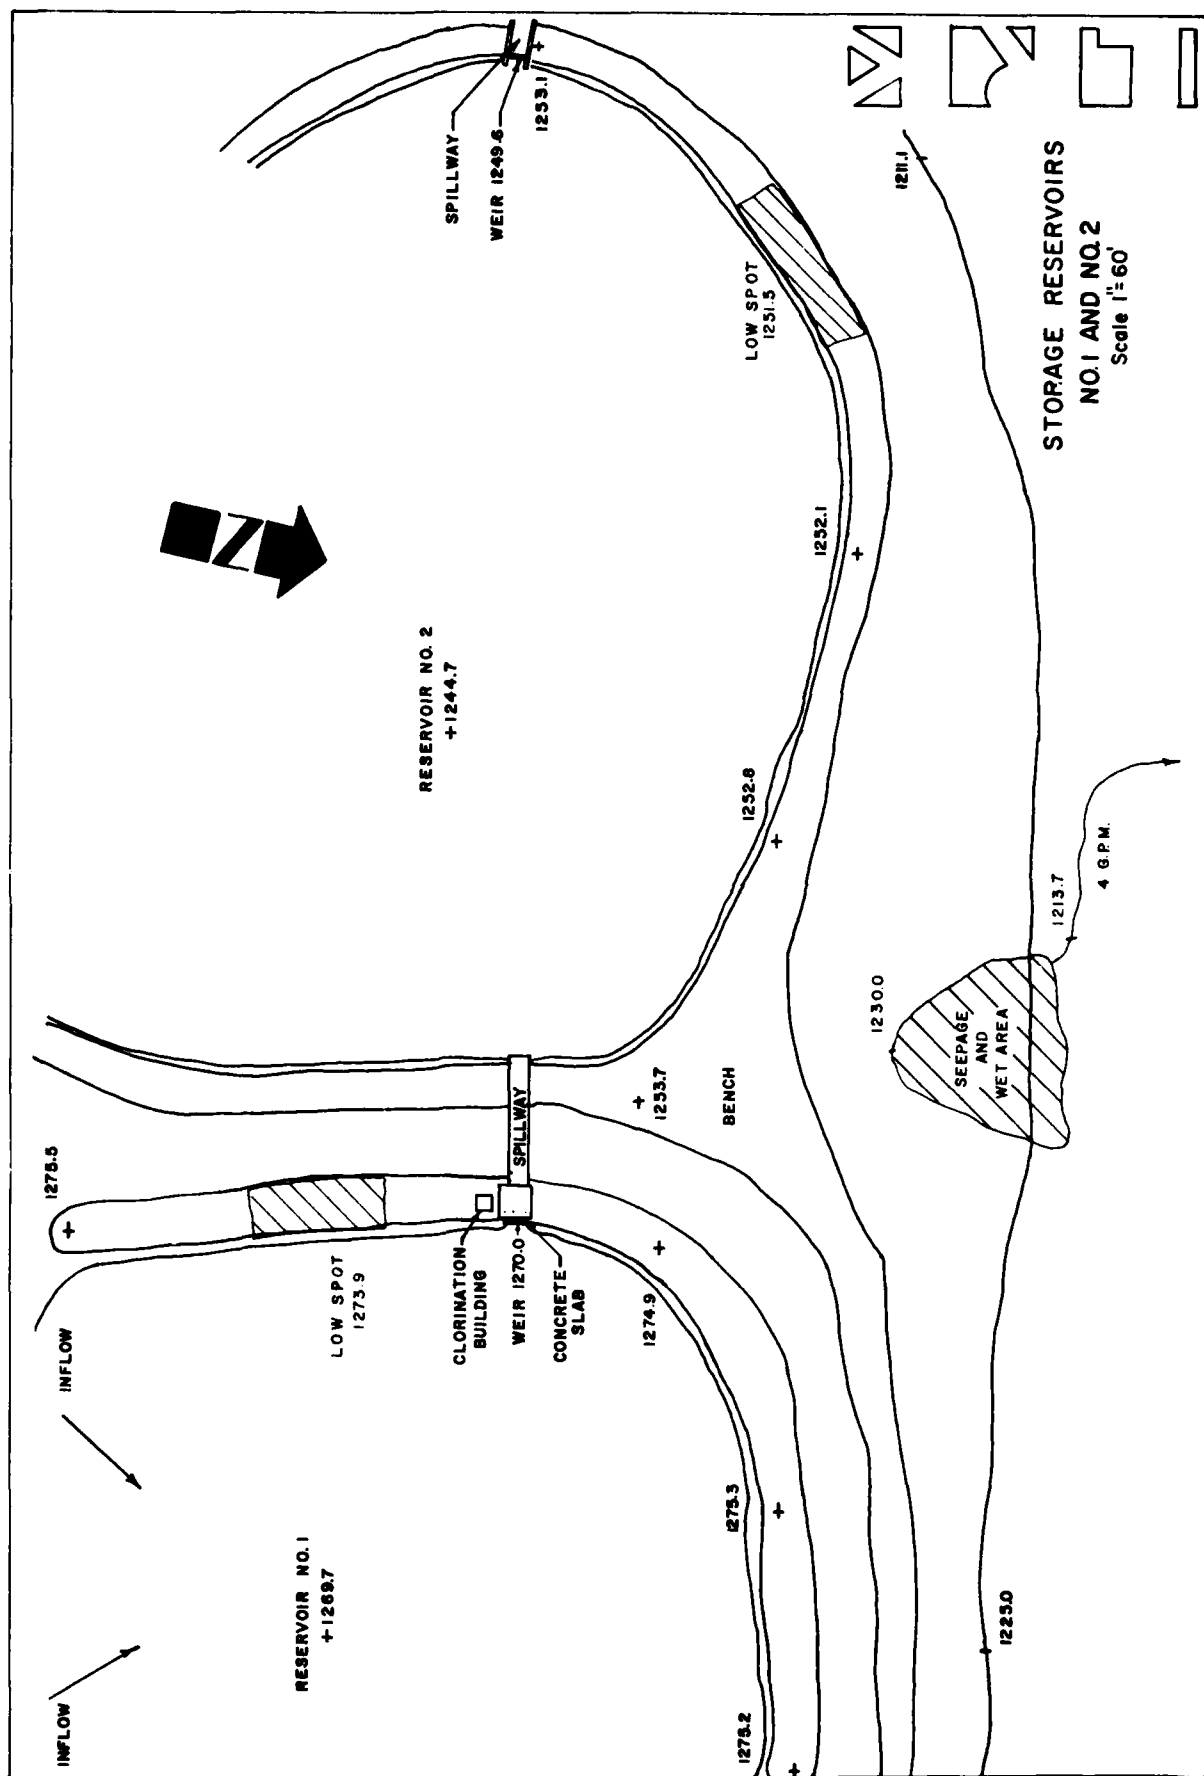 INFLOW
INFLOW
1275.5
RESERVOIR NO. 1
+1269.7
LOW SPOT
1273.9
CLORINATION
BUILDING
WEIR 1270.0
CONCRETE
SLAB
SPILLWAY
N
RESERVOIR NO. 2
+1244.7
SPILLWAY
WEIR 1249.6
1253.1
1275.2
1275.3
1274.9
1253.7
BENCH
1252.8
1252.1
LOW SPOT
1251.5
1225.0
1230.0
SEEPAGE
AND
WET AREA
1213.7
4 G.P.M.
1211.1
STORAGE RESERVOIRS
NO. 1 AND NO. 2
Scale 1"=60'